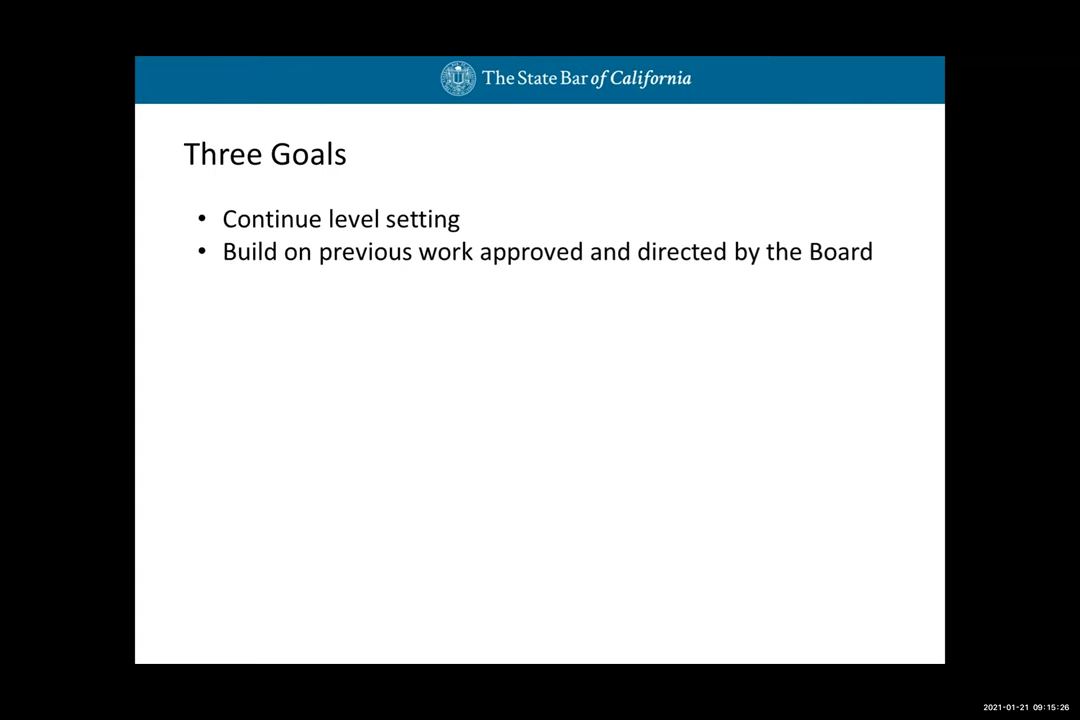 The State Bar of California
Three Goals
• Continue level setting
• Build on previous work approved and directed by the Board
2021-01-21 09:15:26